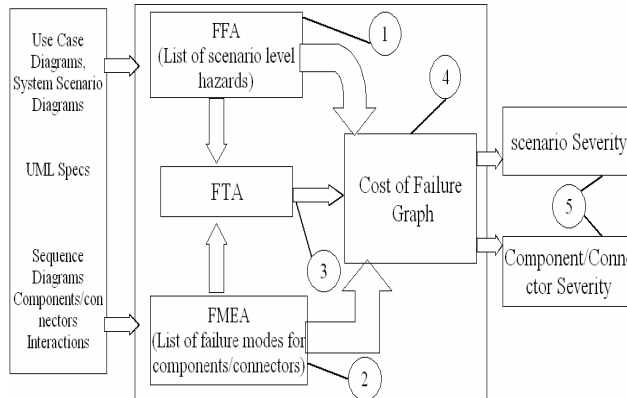 Use Case
Diagrams,
System Scenario
Diagrams
UML Specs
Sequence
Diagrams
Components/con
nectors
Interactions
FFA
(List of scenario level
hazards)
1
FTA
3
FMEA
(List of failure modes for
components/connectors)
2
4
Cost of Failure
Graph
scenario Severity
5
Component/Conne
ctor Severity